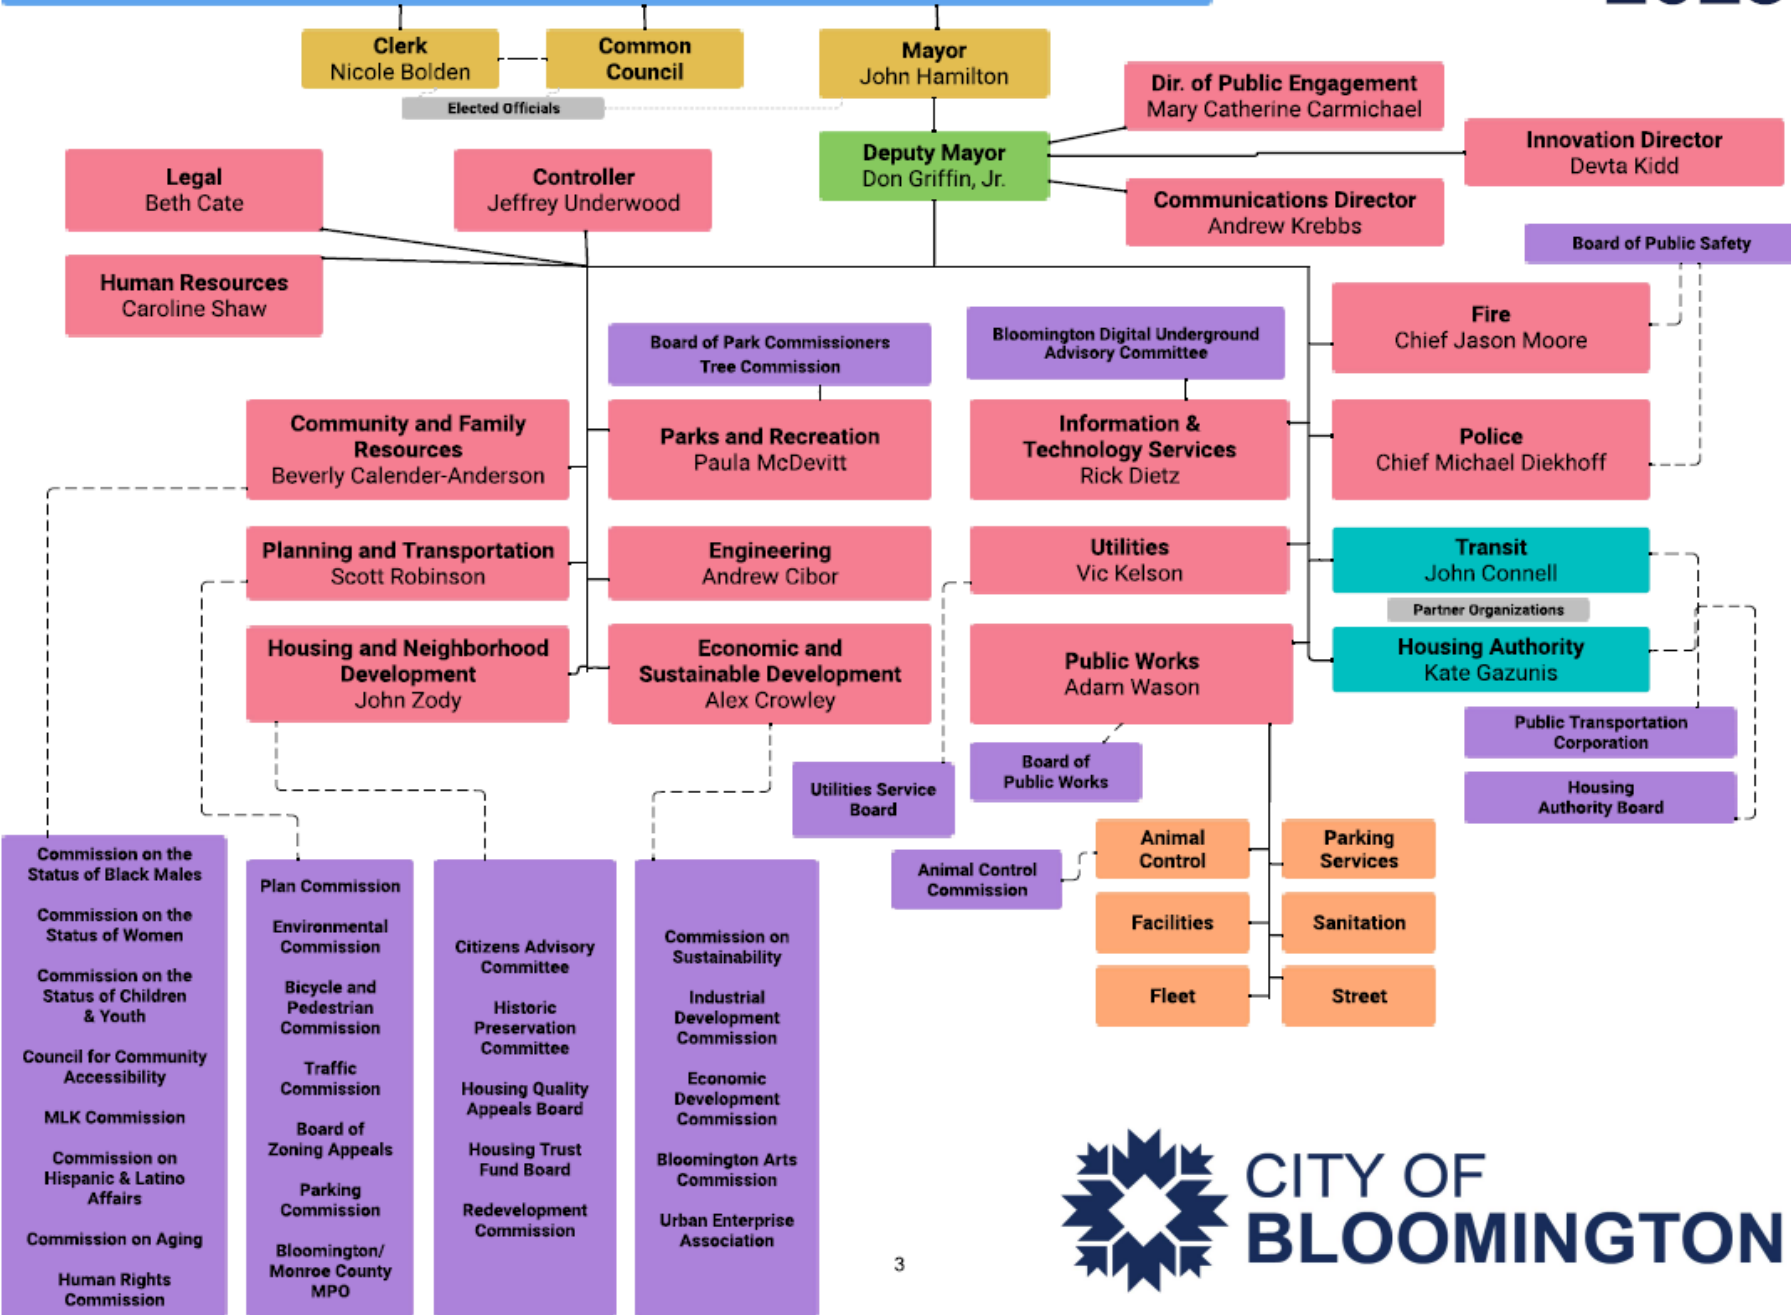 Clerk
Nicole Bolden
Common
Council
Mayor
John Hamilton
Elected Officials
Dir. of Public Engagement
Mary Catherine Carmichael
Deputy Mayor
Don Griffin, Jr.
Innovation Director
Devta Kidd
Communications Director
Andrew Krebbs
Legal
Beth Cate
Controller
Jeffrey Underwood
Human Resources
Caroline Shaw
Board of Public Safety
Fire
Chief Jason Moore
Board of Park Commissioners
Tree Commission
Bloomington Digital Underground
Advisory Committee
Community and Family
Resources
Beverly Calender-Anderson
Parks and Recreation
Paula McDevitt
Information &
Technology Services
Rick Dietz
Police
Chief Michael Diekhoff
Planning and Transportation
Scott Robinson
Engineering
Andrew Cibor
Utilities
Vic Kelson
Transit
John Connell
Partner Organizations
Housing and Neighborhood
Development
John Zody
Economic and
Sustainable Development
Alex Crowley
Public Works
Adam Wason
Housing Authority
Kate Gazunis
Public Transportation
Corporation
Housing
Authority Board
Utilities Service
Board
Board of
Public Works
Animal Control
Commission
Animal
Control
Parking
Services
Facilities
Sanitation
Fleet
Street
Commission on the
Status of Black Males
Commission on the
Status of Women
Commission on the
Status of Children
& Youth
Council for Community
Accessibility
MLK Commission
Commission on
Hispanic & Latino
Affairs
Commission on Aging
Human Rights
Commission
Plan Commission
Environmental
Commission
Bicycle and
Pedestrian
Commission
Traffic
Commission
Board of
Zoning Appeals
Parking
Commission
Bloomington/
Monroe County
MPO
Citizens Advisory
Committee
Historic
Preservation
Committee
Housing Quality
Appeals Board
Housing Trust
Fund Board
Redevelopment
Commission
Commission on
Sustainability
Industrial
Development
Commission
Economic
Development
Commission
Bloomington Arts
Commission
Urban Enterprise
Association
3
CITY OF
BLOOMINGTON